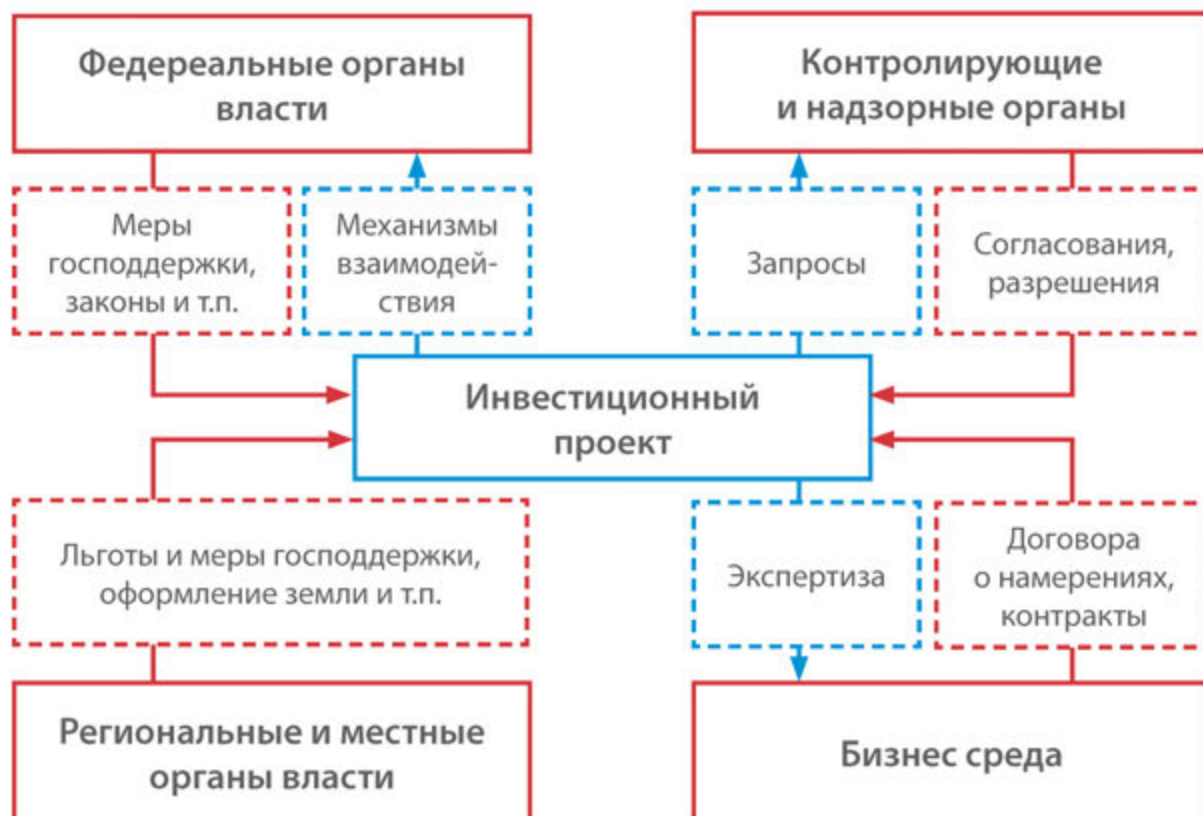 Федереальные органы
власти
Контролирующие
и надзорные органы
Меры
господдержки,
законы и т.п.
Механизмы
взаимодей-
ствия
Запросы
Согласования,
разрешения
Инвестиционный
проект
Льготы и меры господдержки,
оформление земли и т.п.
Экспертиза
Договора
о намерениях,
контракты
Региональные и местные
органы власти
Бизнес среда